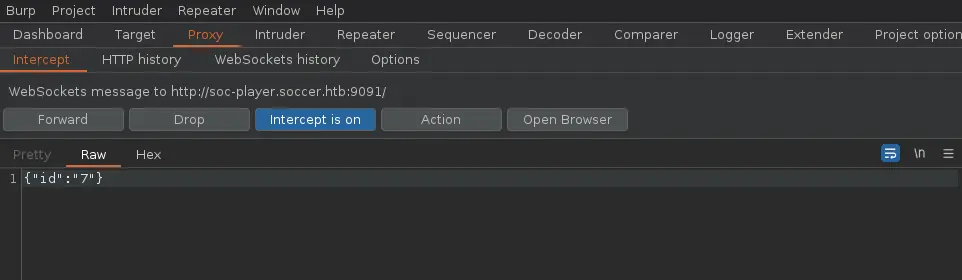 Burp Project Intruder Repeater Window Help
Dashboard Target Proxy Intruder Repeater Sequencer Decoder Comparer Logger Extender Project option
Intercept HTTP history WebSockets history Options
WebSockets message to http://soc-player.soccer.htb:9091/
Forward Drop Intercept is on Action Open Browser
Pretty Raw Hex \n
1 {"id":"7"}